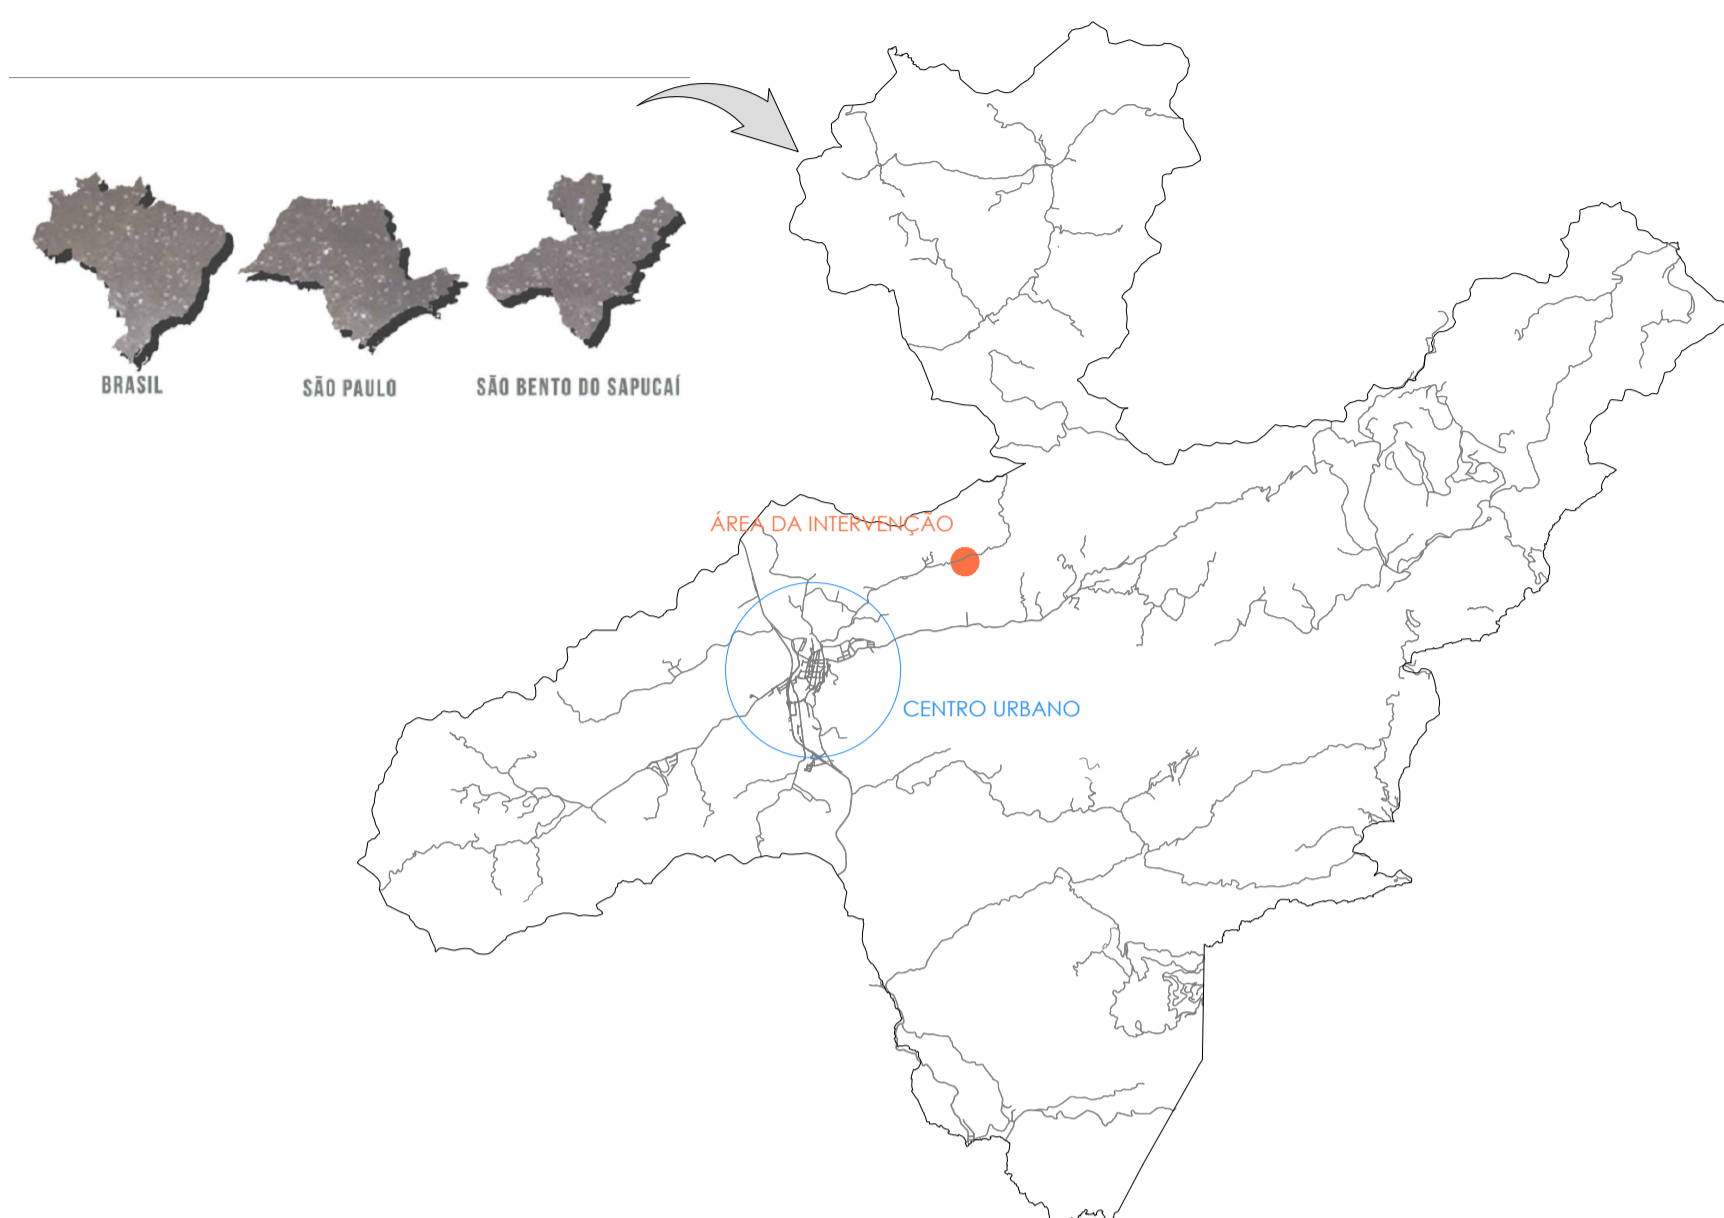 BRASIL
SÃO PAULO
SÃO BENTO DO SAPUCAÍ
ÁREA DA INTERVENÇÃO
CENTRO URBANO